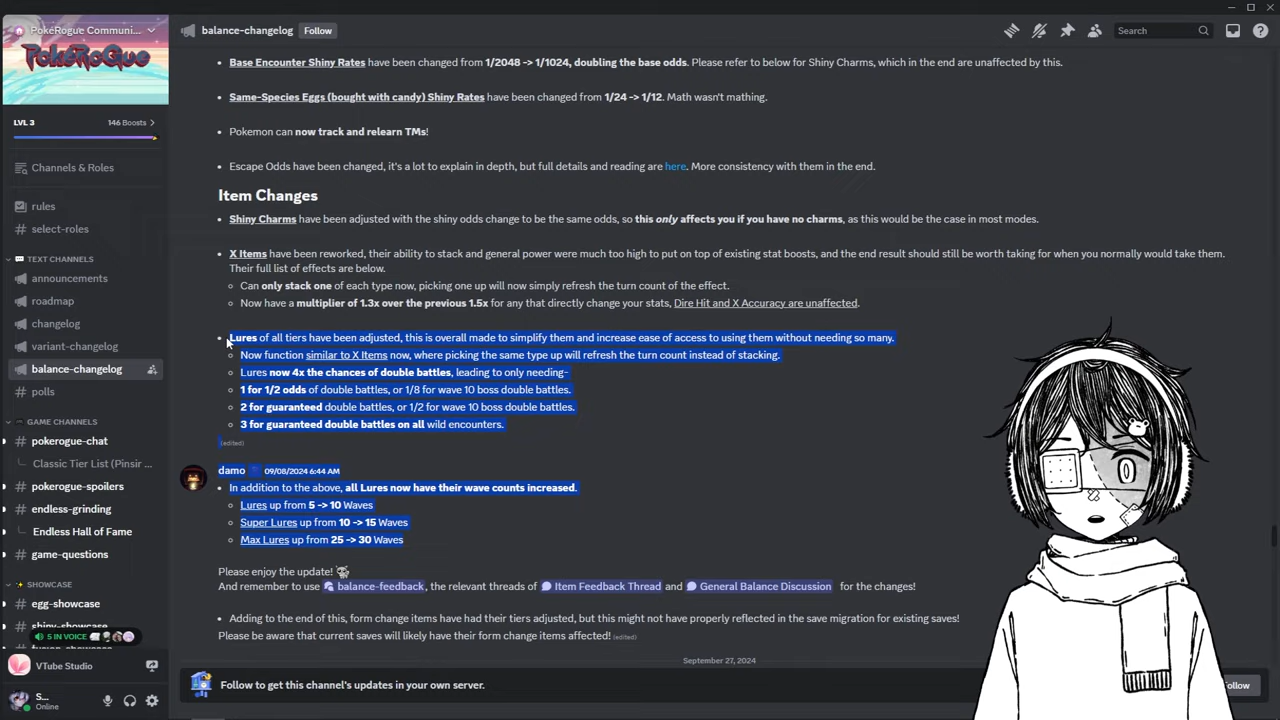 PokéRogue Communi...
POKÉROGUE
LVL 3
146 Boosts
Channels & Roles
rules
select-roles
TEXT CHANNELS
announcements
roadmap
changelog
variant-changelog
balance-changelog
polls
GAME CHANNELS
pokerogue-chat
Classic Tier List (Pinsir ...
pokerogue-spoilers
endless-grinding
Endless Hall of Fame
game-questions
SHOWCASE
egg-showcase
5 IN VOICE
VTube Studio
S...
Online
balance-changelog
Follow
Search
Base Encounter Shiny Rates have been changed from 1/2048 -> 1/1024, doubling the base odds. Please refer to below for Shiny Charms, which in the end are unaffected by this.
Same-Species Eggs (bought with candy) Shiny Rates have been changed from 1/24 -> 1/12. Math wasn't mathing.
Pokemon can now track and relearn TMs!
Escape Odds have been changed, it's a lot to explain in depth, but full details and reading are here. More consistency with them in the end.
Item Changes
Shiny Charms have been adjusted with the shiny odds change to be the same odds, so this only affects you if you have no charms, as this would be the case in most modes.
X Items have been reworked, their ability to stack and general power were much too high to put on top of existing stat boosts, and the end result should still be worth taking for when you normally would take them.
Their full list of effects are below.
Can only stack one of each type now, picking one up will now simply refresh the turn count of the effect.
Now have a multiplier of 1.3x over the previous 1.5x for any that directly change your stats, Dire Hit and X Accuracy are unaffected.
Lures of all tiers have been adjusted, this is overall made to simplify them and increase ease of access to using them without needing so many.
Now function similar to X Items now, where picking the same type up will refresh the turn count instead of stacking.
Lures now 4x the chances of double battles, leading to only needing-
1 for 1/2 odds of double battles, or 1/8 for wave 10 boss double battles.
2 for guaranteed double battles, or 1/2 for wave 10 boss double battles.
3 for guaranteed double battles on all wild encounters.
(edited)
damo 09/08/2024 6:44 AM
In addition to the above, all Lures now have their wave counts increased.
Lures up from 5 -> 10 Waves
Super Lures up from 10 -> 15 Waves
Max Lures up from 25 -> 30 Waves
Please enjoy the update!
And remember to use balance-feedback, the relevant threads of Item Feedback Thread and General Balance Discussion for the changes!
Adding to the end of this, form change items have had their tiers adjusted, but this might not have properly reflected in the save migration for existing saves!
Please be aware that current saves will likely have their form change items affected! (edited)
September 27, 2024
Follow to get this channel's updates in your own server.